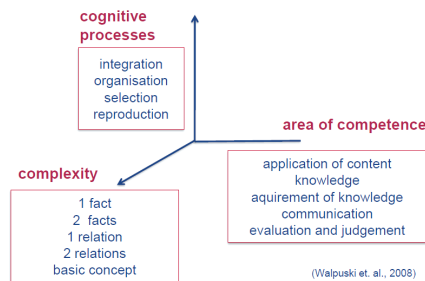 cognitive
processes
integration
organisation
selection
reproduction
area of competence
application of content
knowledge
aquirement of knowledge
communication
evaluation and judgement
complexity
1 fact
2 facts
1 relation
2 relations
basic concept
(Walpuski et. al., 2008)